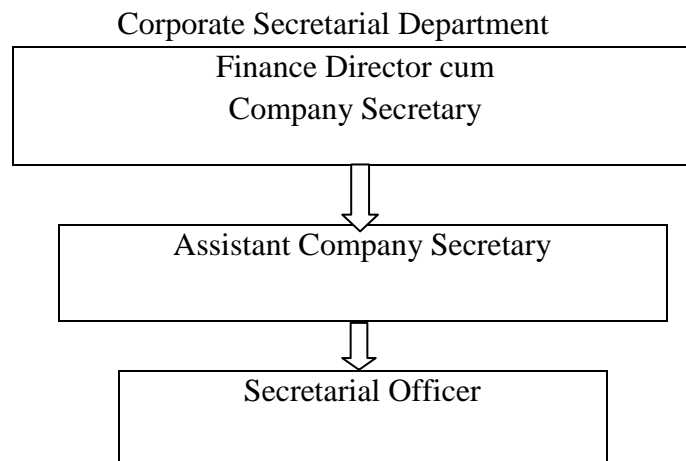 Corporate Secretarial Department
Finance Director cum
Company Secretary
Assistant Company Secretary
Secretarial Officer